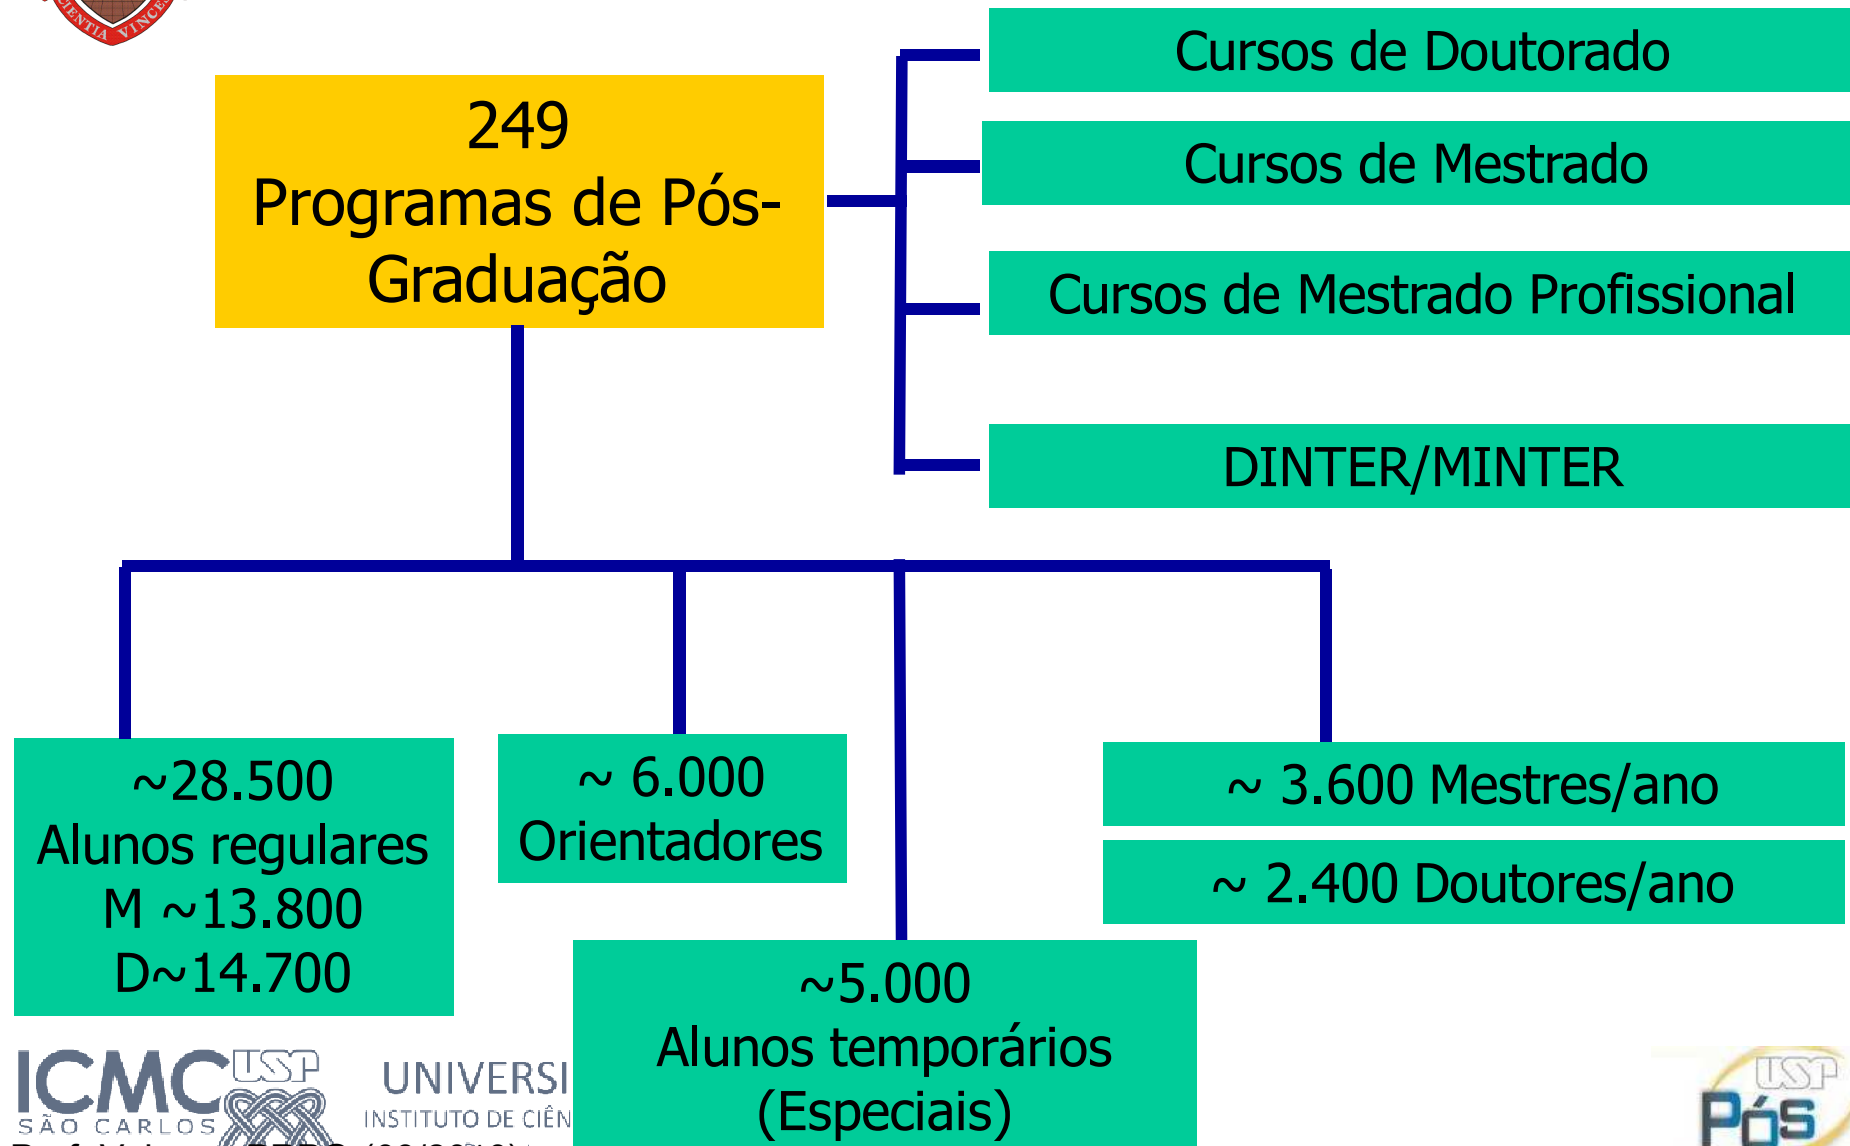 CIENTIA VINCES
249
Programas de Pós-
Graduação
Cursos de Doutorado
Cursos de Mestrado
Cursos de Mestrado Profissional
DINTER/MINTER
~28.500
Alunos regulares
M ~13.800
D~14.700
~ 6.000
Orientadores
~5.000
Alunos temporários
(Especiais)
~ 3.600 Mestres/ano
~ 2.400 Doutores/ano
ICMC USP
SÃO CARLOS
UNIVERSI
INSTITUTO DE CIÊN
USP
Pós